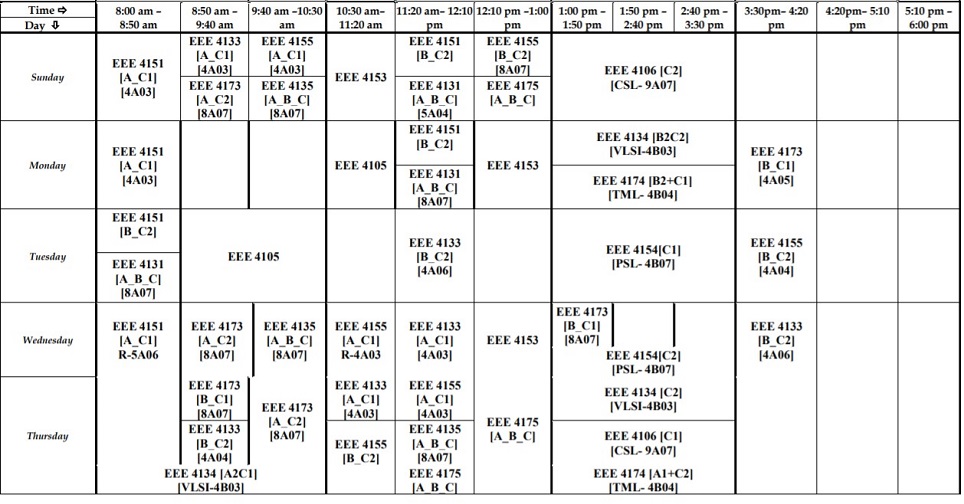 Time ⇨ 8:00 am – 8:50 am – 9:40 am –10:30 10:30 am– 11:20 am– 12:10 12:10 pm –1:00 1:00 pm – 1:50 pm – 2:40 pm – 3:30pm– 4:20 4:20pm– 5:10 5:10 pm –
Day ⇩ 8:50 am 9:40 am am 11:20 am pm pm 1:50 pm 2:40 pm 3:30 pm pm pm 6:00 pm
Sunday
EEE 4151
[A_C1]
[4A03]
EEE 4133
[A_C1]
[4A03]
EEE 4173
[A_C2]
[8A07]
EEE 4155
[A_C1]
[4A03]
EEE 4135
[A_B_C]
[8A07]
EEE 4153
EEE 4151
[B_C2]
EEE 4131
[A_B_C]
[5A04]
EEE 4155
[B_C2]
[8A07]
EEE 4175
[A_B_C]
EEE 4106 [C2]
[CSL- 9A07]
Monday
EEE 4151
[A_C1]
[4A03]
EEE 4105
EEE 4151
[B_C2]
EEE 4131
[A_B_C]
[8A07]
EEE 4153
EEE 4134 [B2C2]
[VLSI-4B03]
EEE 4174 [B2+C1]
[TML- 4B04]
EEE 4173
[B_C1]
[4A05]
Tuesday
EEE 4151
[B_C2]
EEE 4131
[A_B_C]
[8A07]
EEE 4105
EEE 4133
[B_C2]
[4A06]
EEE 4154[C1]
[PSL- 4B07]
EEE 4155
[B_C2]
[4A04]
Wednesday
EEE 4151
[A_C1]
R-5A06
EEE 4173
[A_C2]
[8A07]
EEE 4135
[A_B_C]
[8A07]
EEE 4155
[A_C1]
R-4A03
EEE 4133
[A_C1]
[4A03]
EEE 4153
EEE 4173
[B_C1]
[8A07]
EEE 4154[C2]
[PSL- 4B07]
EEE 4133
[B_C2]
[4A06]
Thursday
EEE 4173
[B_C1]
[8A07]
EEE 4133
[B_C2]
[4A04]
EEE 4173
[A_C2]
[8A07]
EEE 4134 [A2C1]
[VLSI-4B03]
EEE 4133
[A_C1]
[4A03]
EEE 4155
[B_C2]
EEE 4155
[A_C1]
[4A03]
EEE 4135
[A_B_C]
[8A07]
EEE 4175
[A_B_C]
EEE 4175
[A_B_C]
EEE 4134 [C2]
[VLSI-4B03]
EEE 4106 [C1]
[CSL- 9A07]
EEE 4174 [A1+C2]
[TML- 4B04]